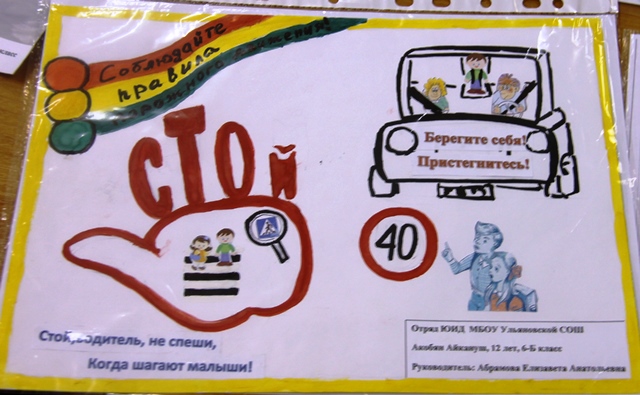 Соблюдайте
правила
дорожного движения!
СТОЙ
Берегите себя!
Пристегнитесь!
40
Стой, водитель, не спеши,
Когда шагают малыши!
Отряд ЮИД МБОУ Ульяновской СОШ
Акобян Айкануш, 12 лет, 6-Б класс
Руководитель: Абрамова Елизавета Анатольевна